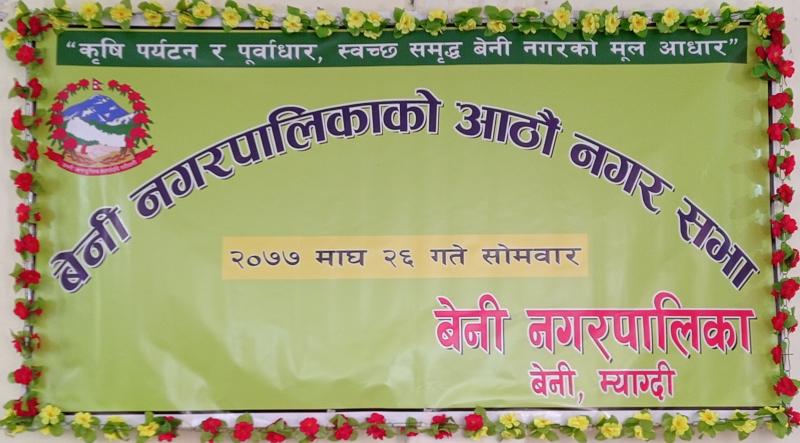 “कृषि पर्यटन र पूर्वाधार, स्वच्छ समृद्ध बेनी नगरको मूल आधार”
बेनी नगरपालिकाको आठौं नगर सभा
२०७७ माघ २६ गते सोमवार
बेनी नगरपालिका
बेनी, म्याग्दी